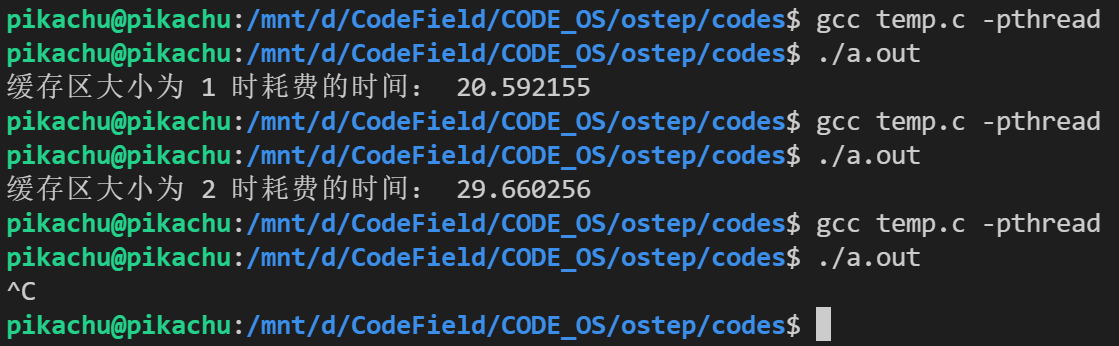 pikachu@pikachu:/mnt/d/CodeField/CODE_OS/ostep/codes$ gcc temp.c -pthread
pikachu@pikachu:/mnt/d/CodeField/CODE_OS/ostep/codes$ ./a.out
缓存区大小为 1 时耗费的时间： 20.592155
pikachu@pikachu:/mnt/d/CodeField/CODE_OS/ostep/codes$ gcc temp.c -pthread
pikachu@pikachu:/mnt/d/CodeField/CODE_OS/ostep/codes$ ./a.out
缓存区大小为 2 时耗费的时间： 29.660256
pikachu@pikachu:/mnt/d/CodeField/CODE_OS/ostep/codes$ gcc temp.c -pthread
pikachu@pikachu:/mnt/d/CodeField/CODE_OS/ostep/codes$ ./a.out
^C
pikachu@pikachu:/mnt/d/CodeField/CODE_OS/ostep/codes$